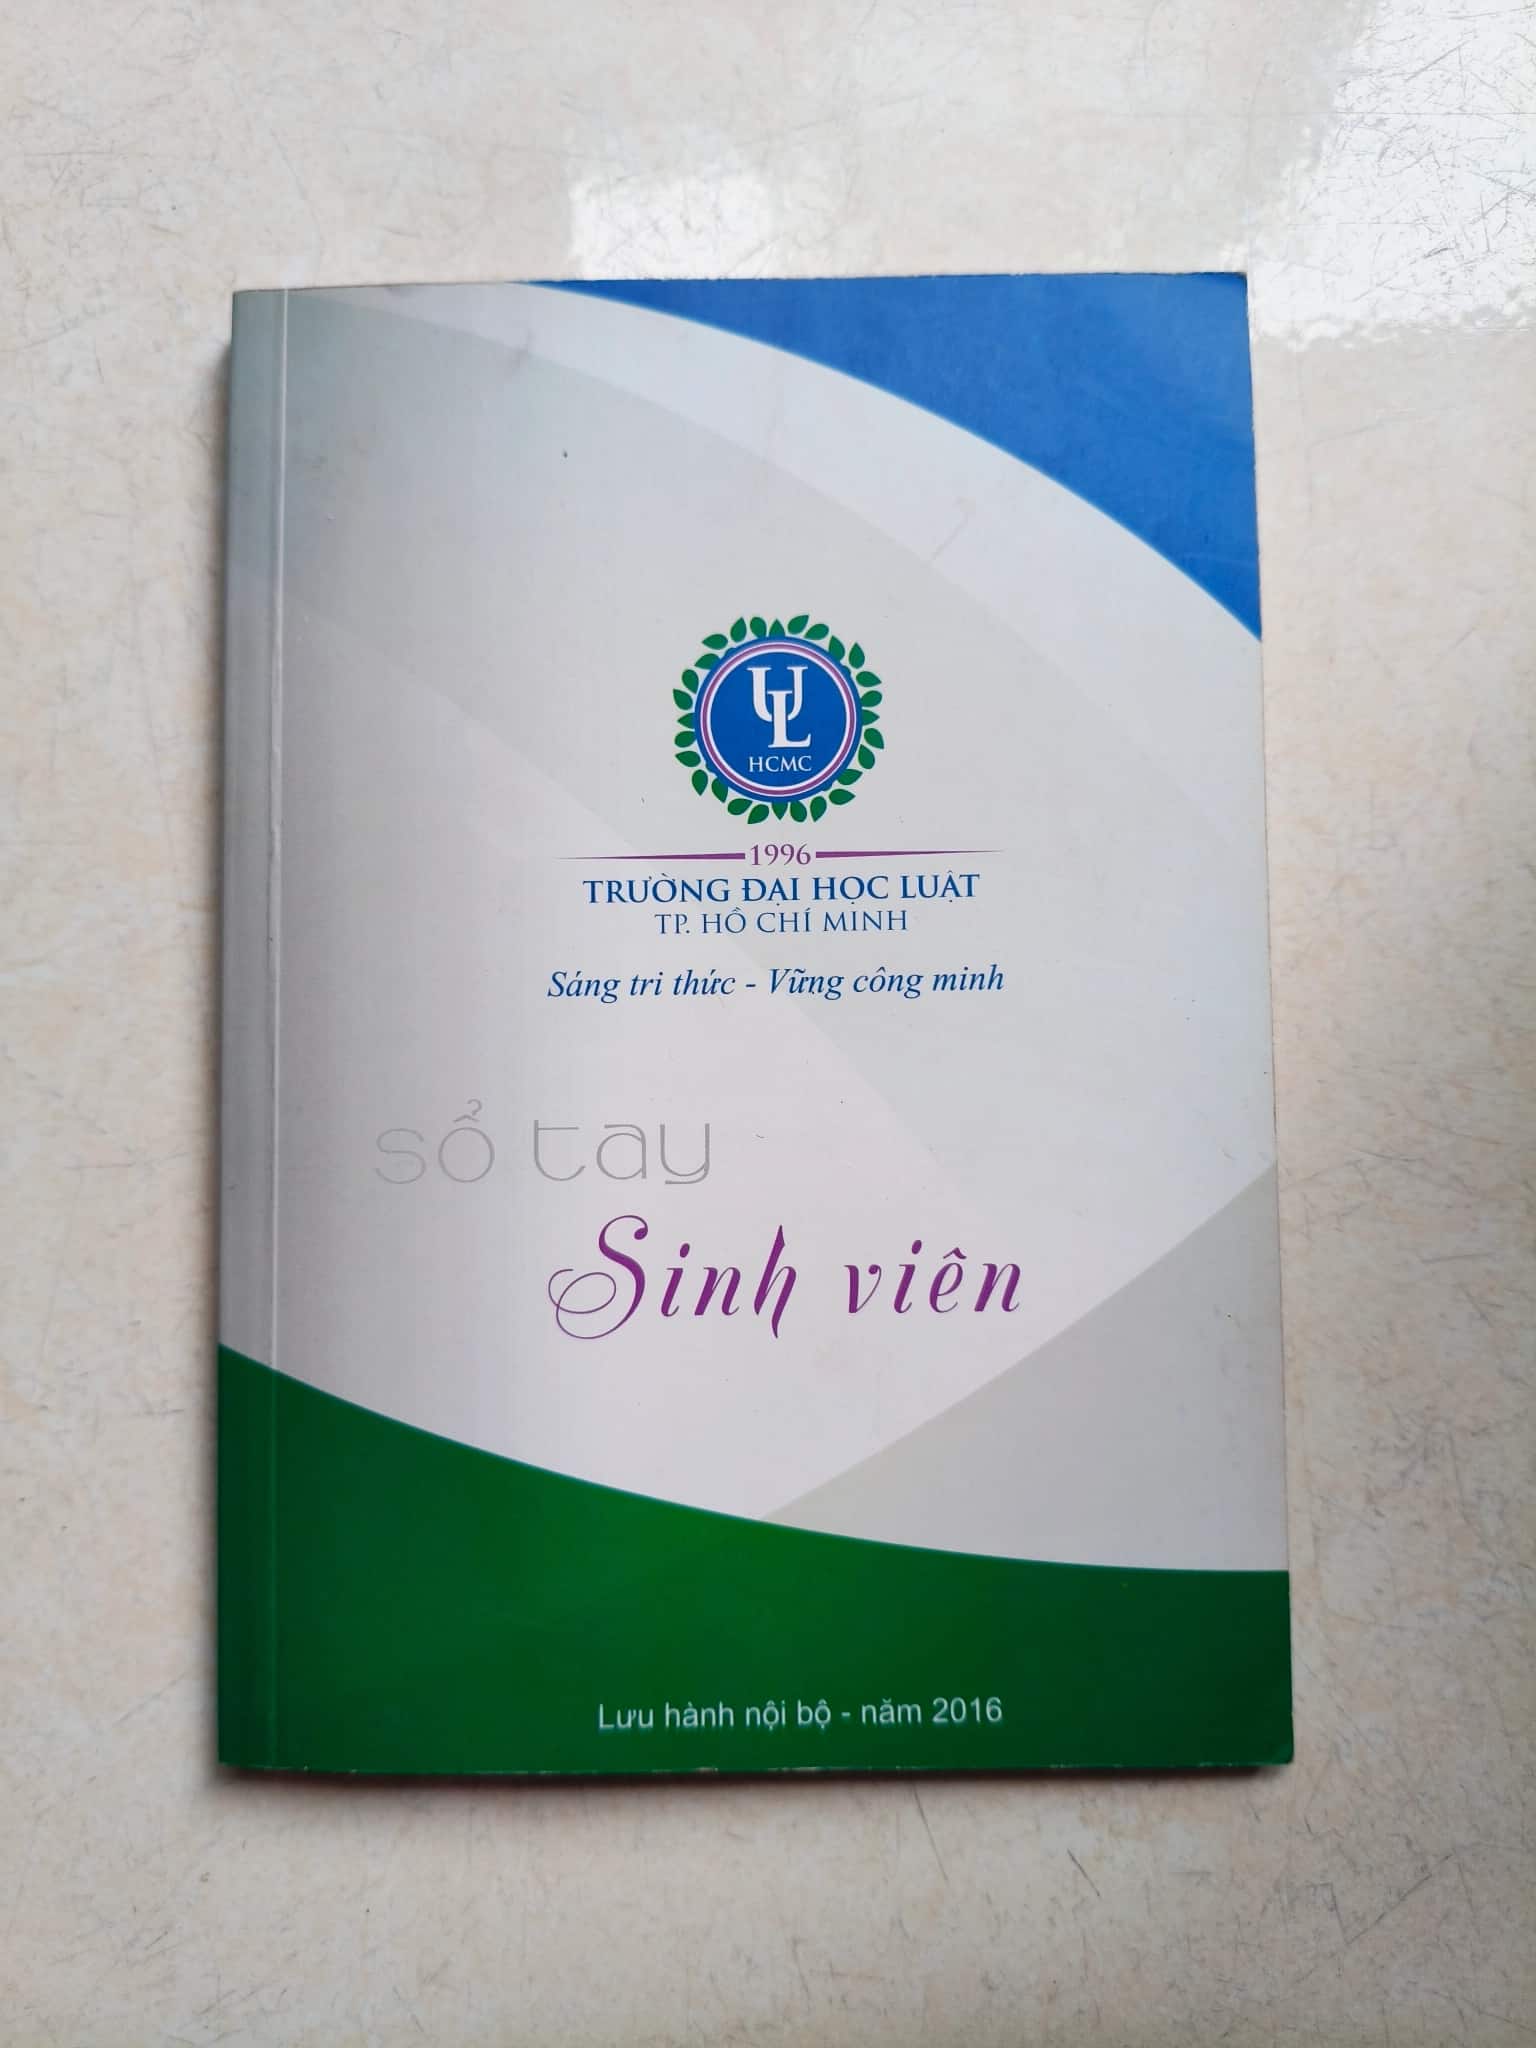 UL
HCMC
1996
TRƯỜNG ĐẠI HỌC LUẬT
TP. HỒ CHÍ MINH
Sáng tri thức - Vững công minh
sổ tay
Sinh viên
Lưu hành nội bộ - năm 2016